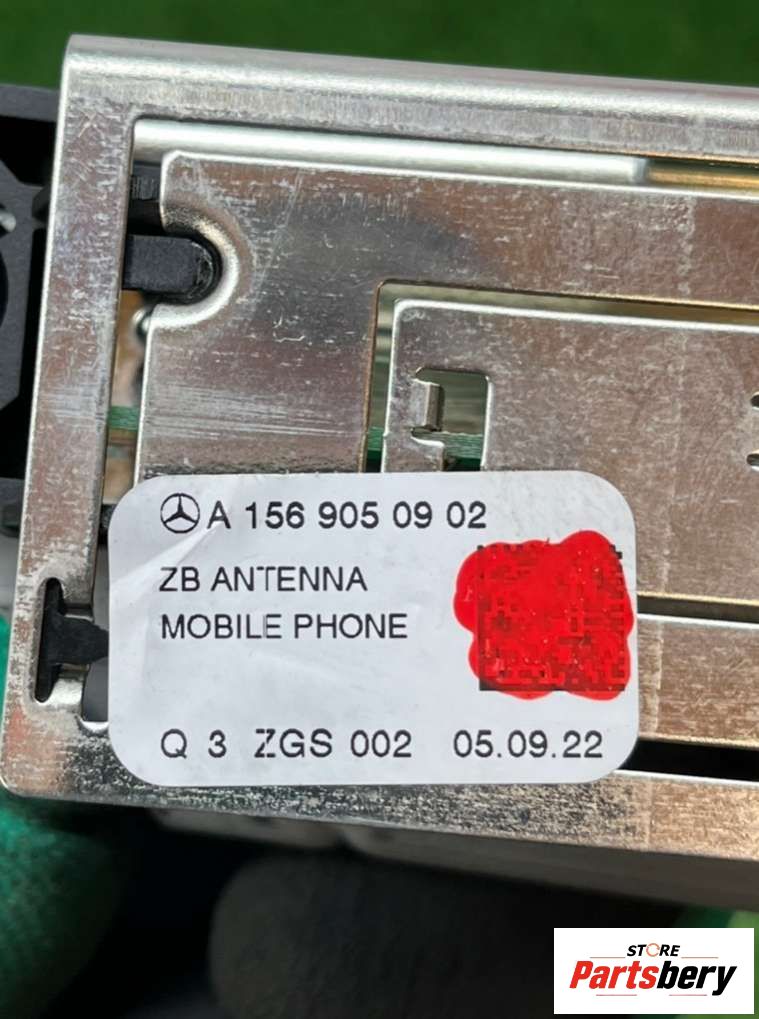 A 156 905 09 02
ZB ANTENNA
MOBILE PHONE
Q 3 ZGS 002 05.09.22
STORE
Partsbery